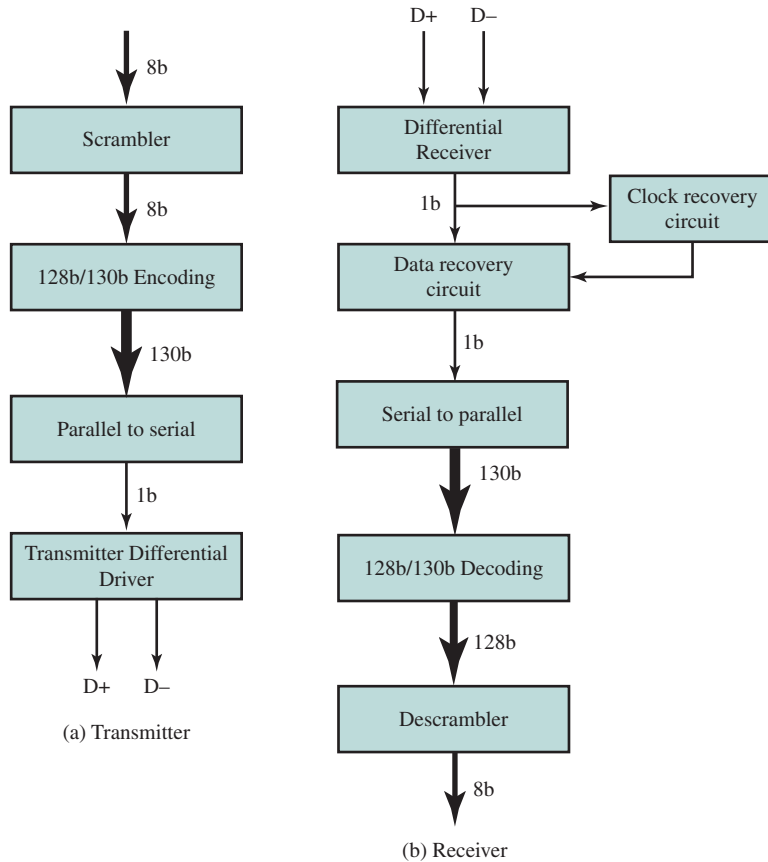 8b
Scrambler
8b
128b/130b Encoding
130b
Parallel to serial
1b
Transmitter Differential
Driver
D+ D–
(a) Transmitter
D+ D–
Differential
Receiver
1b
Clock recovery
circuit
Data recovery
circuit
1b
Serial to parallel
130b
128b/130b Decoding
128b
Descrambler
8b
(b) Receiver